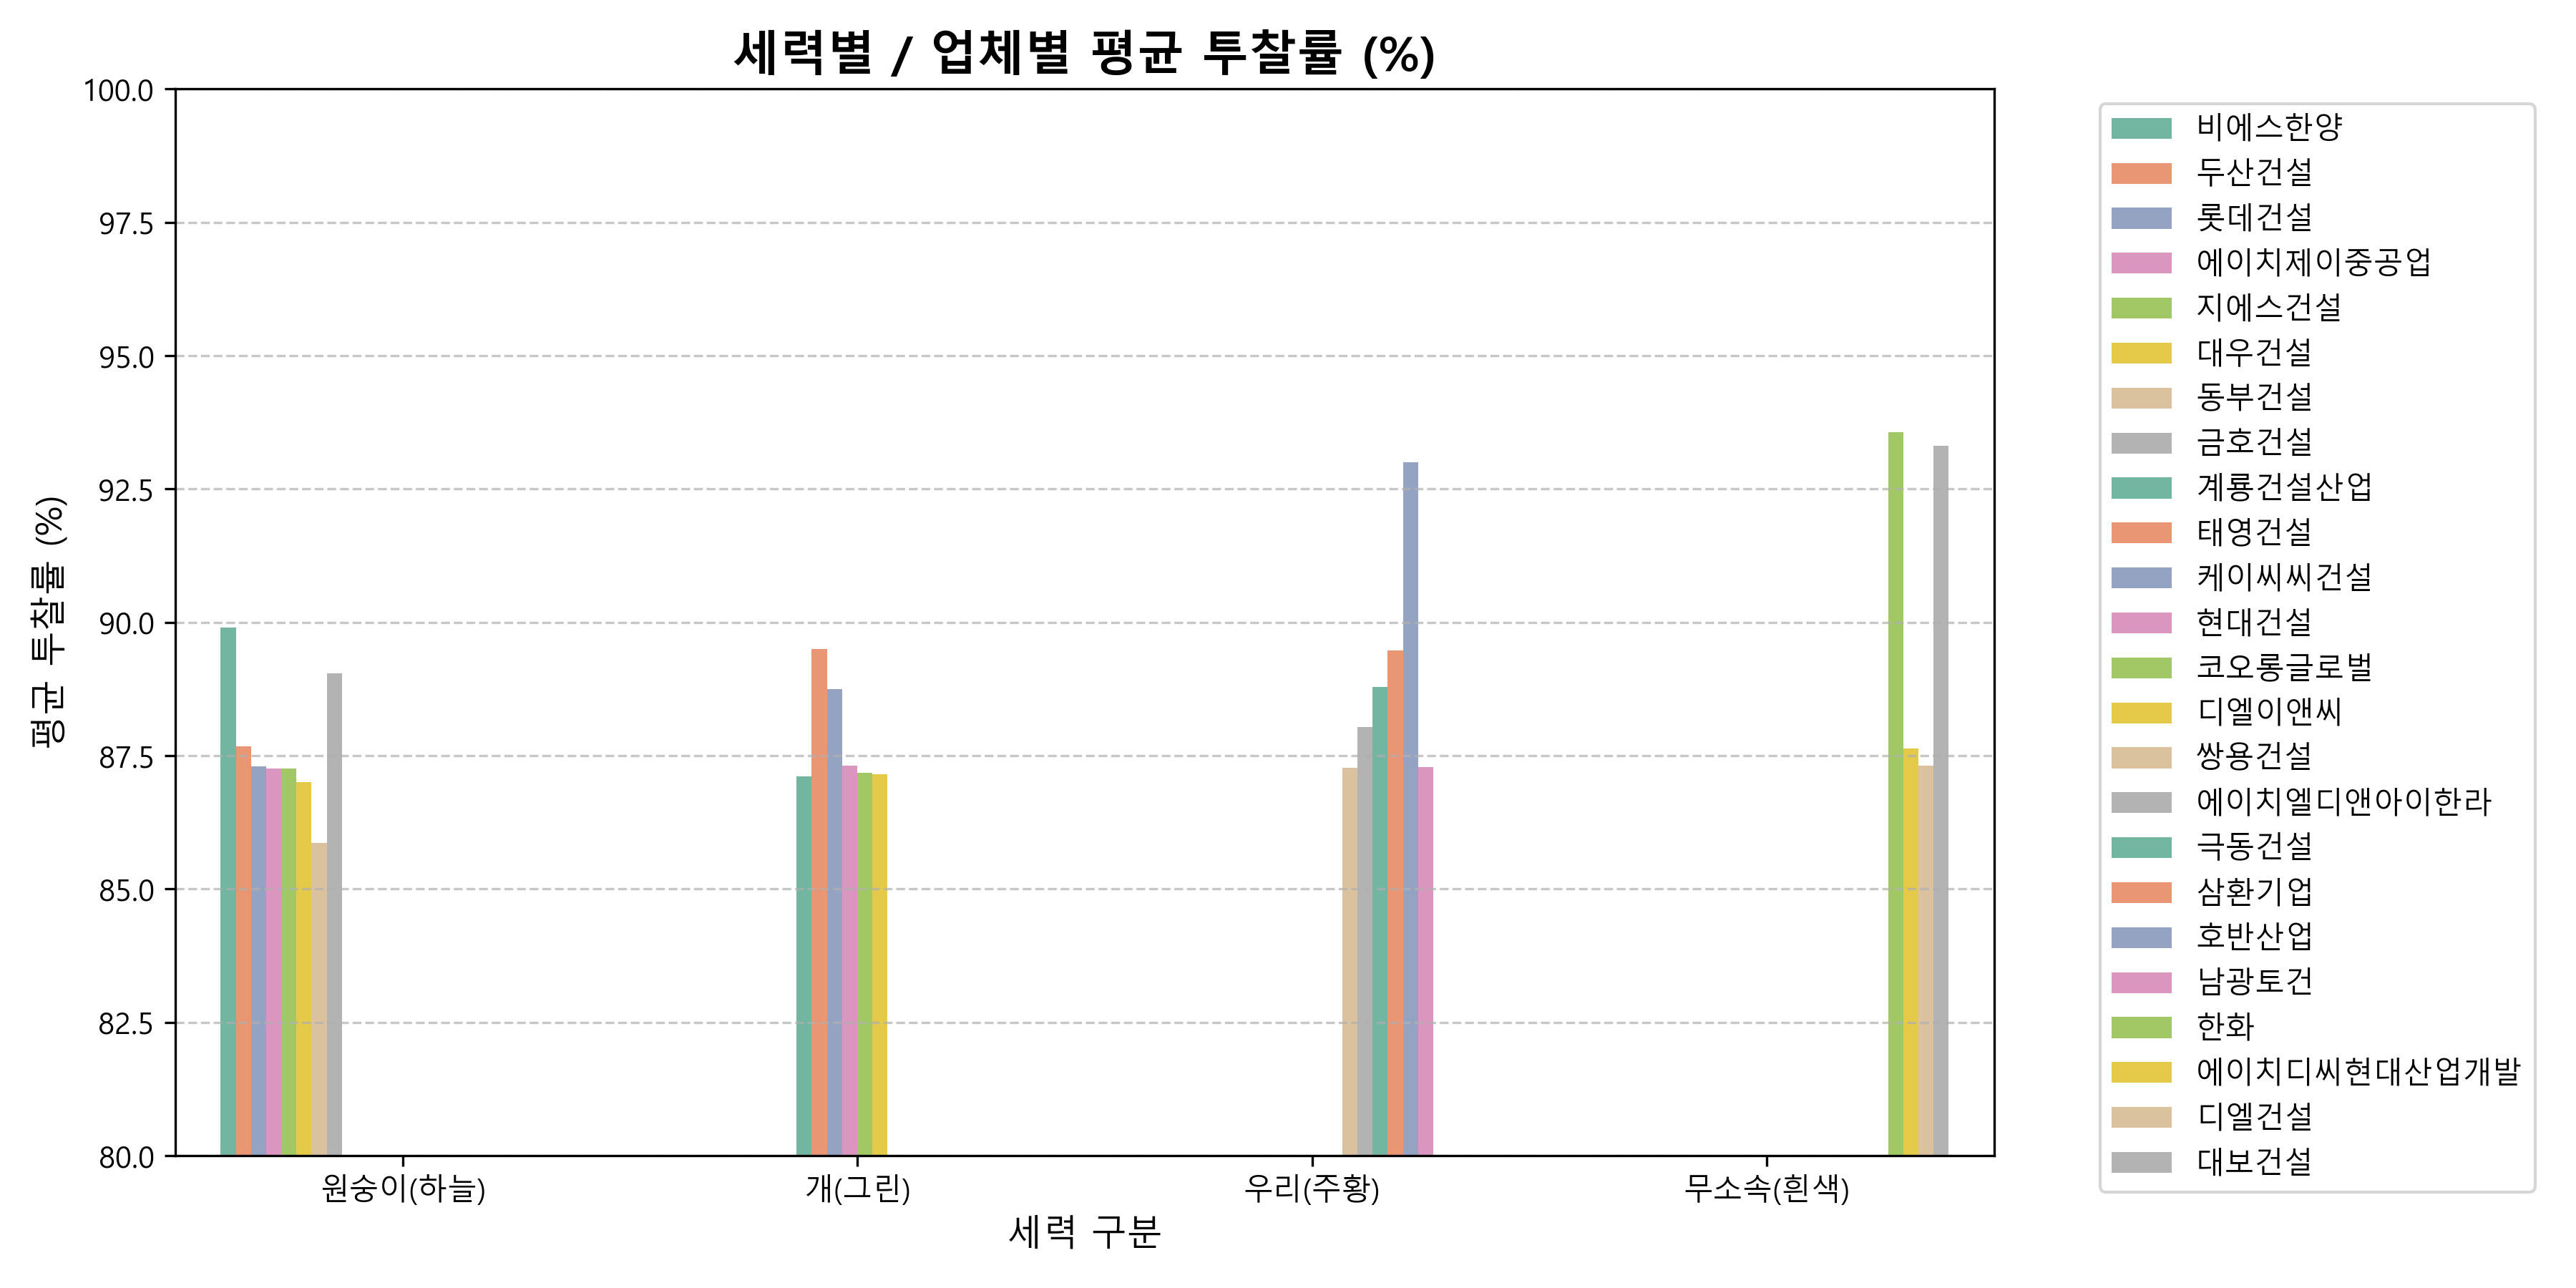 세력별 / 업체별 평균 투찰률 (%)
평균 투찰률 (%)
100.0
97.5
95.0
92.5
90.0
87.5
85.0
82.5
80.0
원숭이(하늘)
개(그린)
우리(주황)
무소속(흰색)
세력 구분
비에스한양
두산건설
롯데건설
에이치제이중공업
지에스건설
대우건설
동부건설
금호건설
계룡건설산업
태영건설
케이씨씨건설
현대건설
코오롱글로벌
디엘이앤씨
쌍용건설
에이치엘디앤아이한라
극동건설
삼환기업
호반산업
남광토건
한화
에이치디씨현대산업개발
디엘건설
대보건설